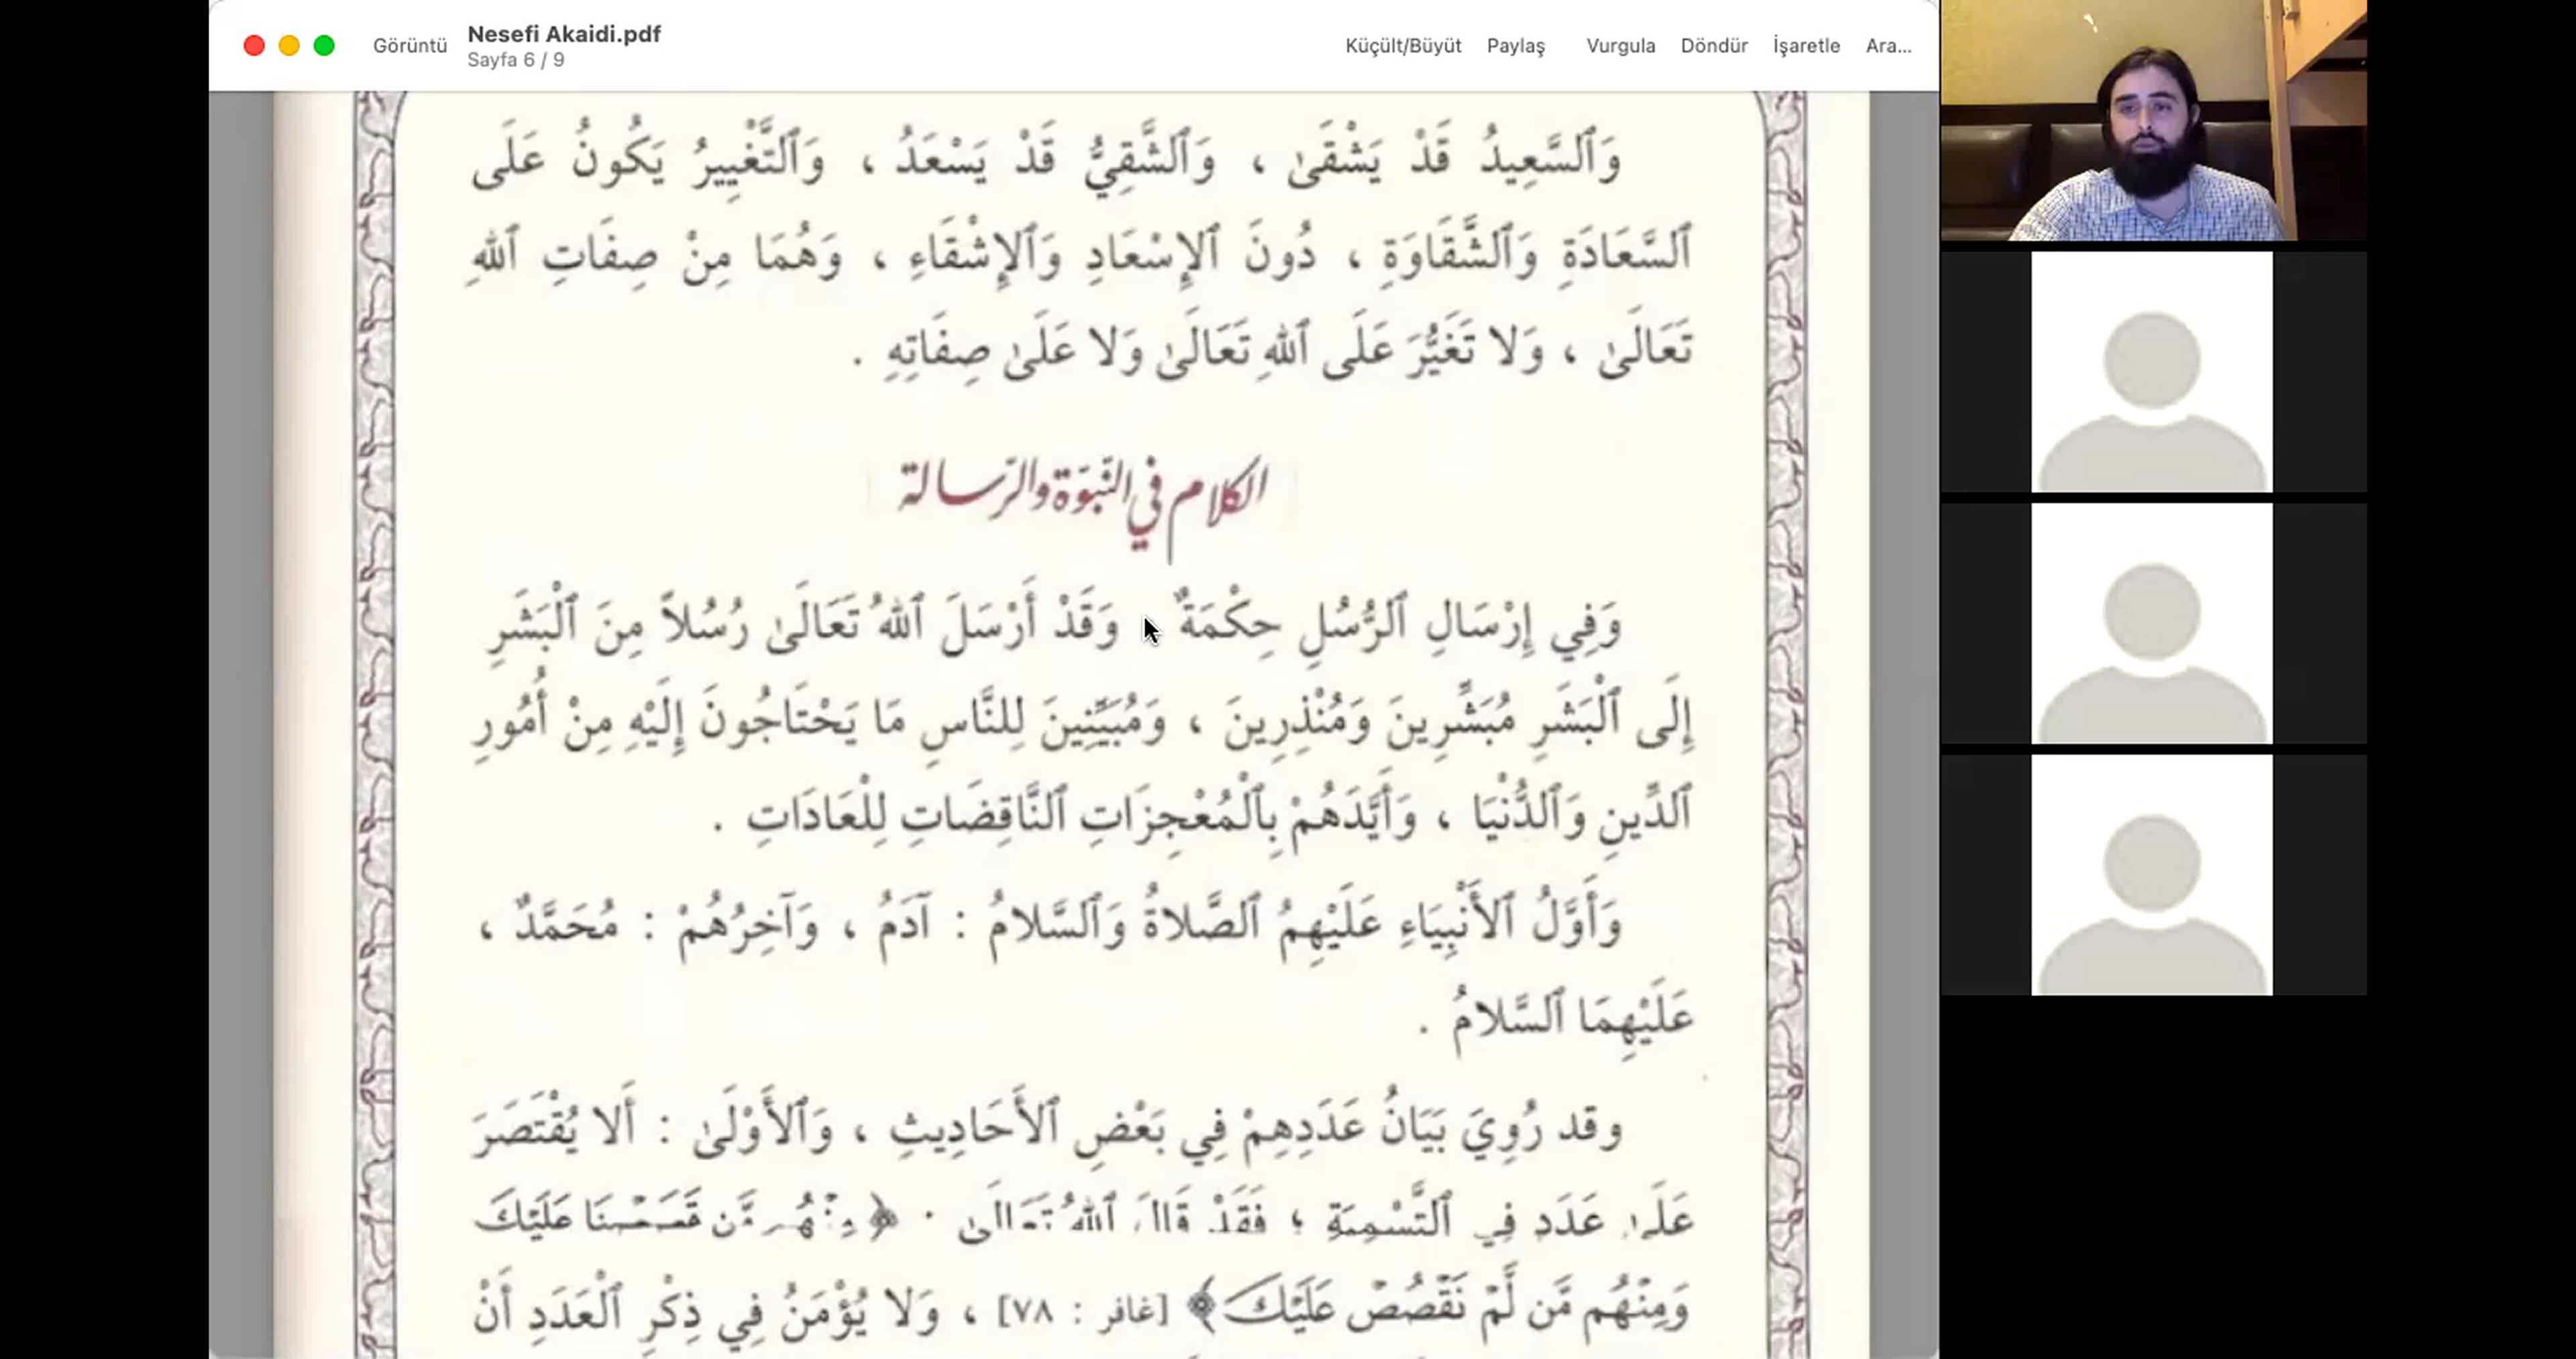 Görüntü
Nesefi Akaidi.pdf
Sayfa 6 / 9
Küçült/Büyüt Paylaş Vurgula Döndür İşaretle Ara...
وَٱلسَّعِيدُ قَدْ يَشْقَىٰ ، وَٱلشَّقِيُّ قَدْ يَسْعَدُ ، وَٱلتَّغْيِيرُ يَكُونُ عَلَى
ٱلسَّعَادَةِ وَٱلشَّقَاوَةِ ، دُونَ ٱلإِسْعَادِ وَٱلإِشْقَاءِ ، وَهُمَا مِنْ صِفَاتِ ٱللهِ
تَعَالَىٰ ، وَلا تَغَيُّرَ عَلَى ٱللهِ تَعَالَىٰ وَلا عَلَىٰ صِفَاتِهِ .
الكلام في النبوة والرسالة
وَفِي إِرْسَالِ ٱلرُّسُلِ حِكْمَةٌ وَقَدْ أَرْسَلَ ٱللهُ تَعَالَىٰ رُسُلاً مِنَ ٱلْبَشَرِ
إِلَى ٱلْبَشَرِ مُبَشِّرِينَ وَمُنْذِرِينَ ، وَمُبَيِّنِينَ لِلنَّاسِ مَا يَحْتَاجُونَ إِلَيْهِ مِنْ أُمُورِ
ٱلدِّينِ وَٱلدُّنْيَا ، وَأَيَّدَهُمْ بِٱلْمُعْجِزَاتِ ٱلنَّاقِضَاتِ لِلْعَادَاتِ .
وَأَوَّلُ ٱلأَنْبِيَاءِ عَلَيْهِمُ ٱلصَّلاةُ وَٱلسَّلامُ : آدَمُ ، وَآخِرُهُمْ : مُحَمَّدٌ ،
عَلَيْهِمَا ٱلسَّلامُ .
وقد رُوِيَ بَيَانُ عَدَدِهِمْ فِي بَعْضِ ٱلأَحَادِيثِ ، وَٱلأَوْلَىٰ : أَلا يُقْتَصَرَ
عَلَىٰ عَدَدٍ فِي ٱلتَّسْمِيَةِ ؛ فَقَدْ قَالَ ٱللهُ تَعَالَىٰ : ﴿ مِنْهُم مَّن قَصَصْنَا عَلَيْكَ
وَمِنْهُم مَّن لَّمْ نَقْصُصْ عَلَيْكَ ﴾ [غافر : ٧٨] ، وَلا يُؤْمَنُ فِي ذِكْرِ ٱلْعَدَدِ أَنْ